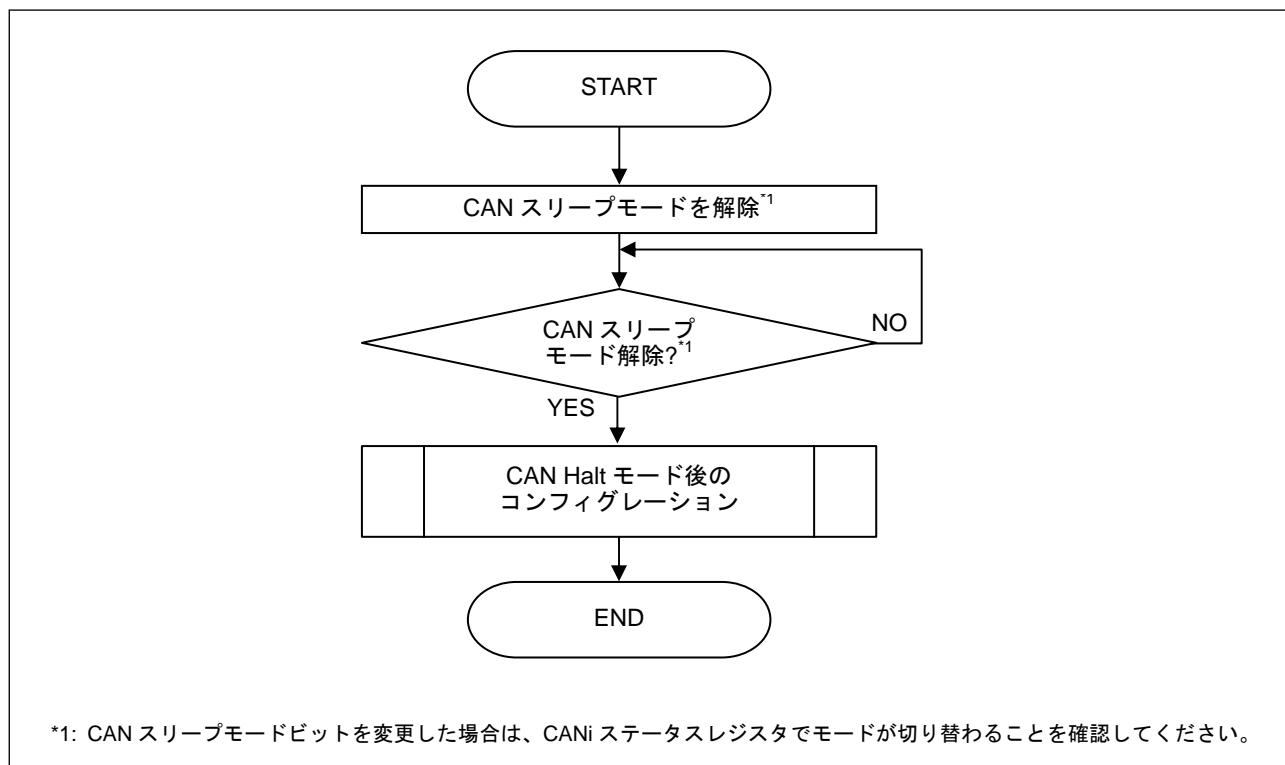 START
CAN スリープモードを解除*1
CAN スリープ
モード解除?*1
NO
YES
CAN Halt モード後の
コンフィグレーション
END
*1: CAN スリープモードビットを変更した場合は、CANi ステータスレジスタでモードが切り替わることを確認してください。